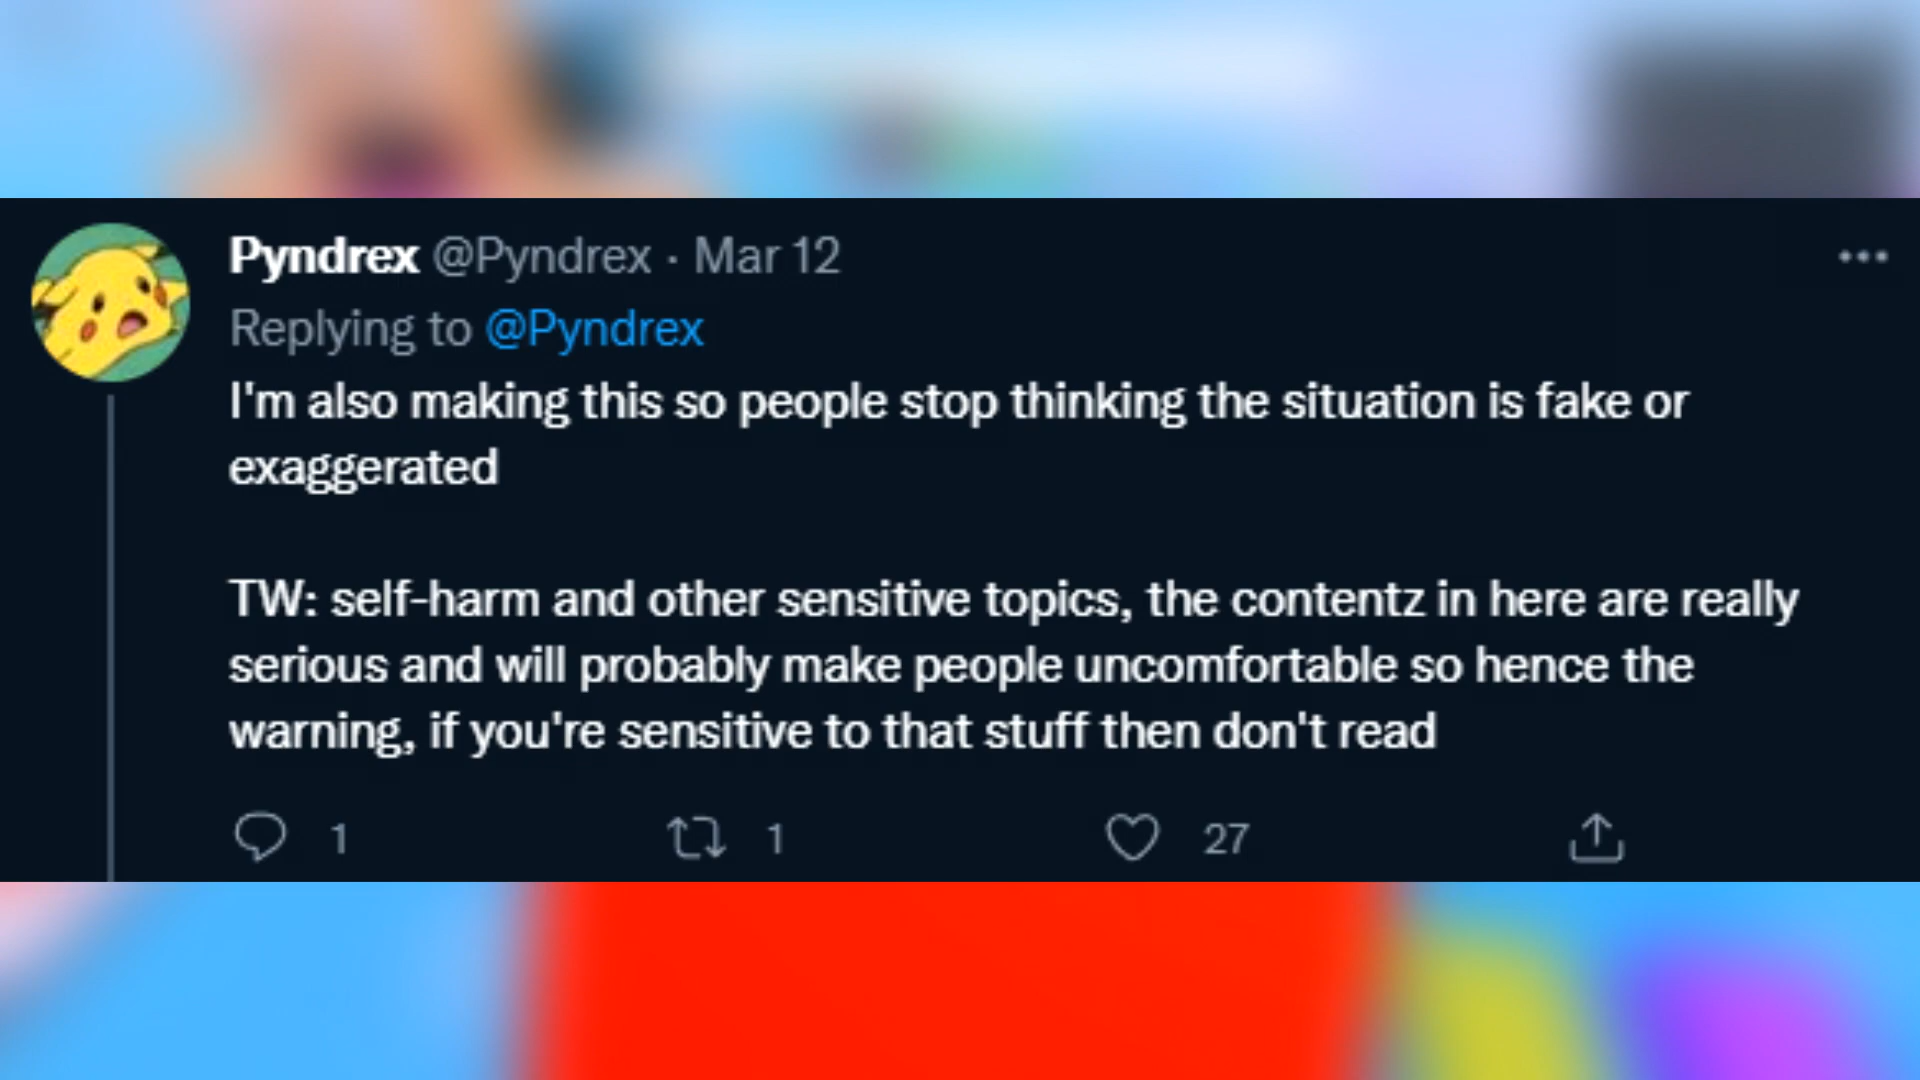 Pyndrex @Pyndrex · Mar 12
Replying to @Pyndrex
I'm also making this so people stop thinking the situation is fake or
exaggerated
TW: self-harm and other sensitive topics, the contentz in here are really
serious and will probably make people uncomfortable so hence the
warning, if you're sensitive to that stuff then don't read
1 1 27